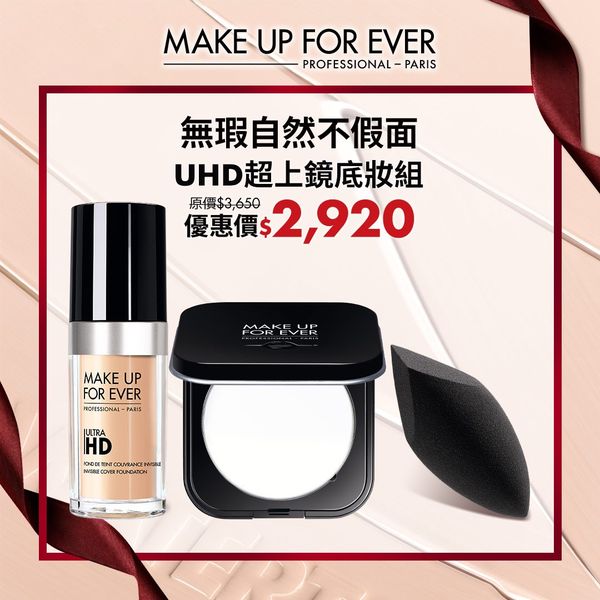 MAKE UP FOR EVER
PROFESSIONAL – PARIS
無瑕自然不假面
UHD超上鏡底妝組
原價$3,650
優惠價$2,920
MAKE UP
FOR EVER
PROFESSIONAL – PARIS
ULTRA
HD
FOND DE TEINT COUVRANCE INVISIBLE
INVISIBLE COVER FOUNDATION
MAKE UP
FOR EVER
PROFESSIONAL – PARIS